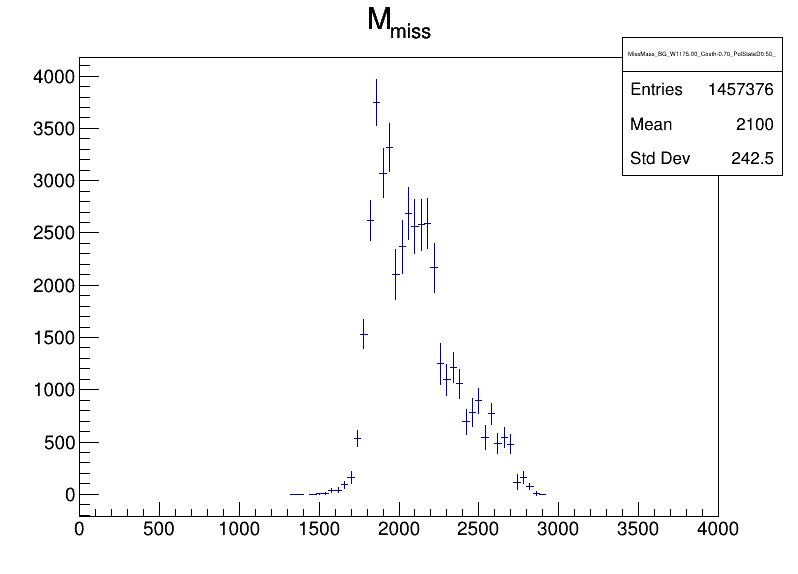 M_miss
MissMass_BG_W1175.00_Costh-0.70_PolStateD0.50_
Entries 1457376
Mean 2100
Std Dev 242.5
4000
3500
3000
2500
2000
1500
1000
500
0
0 500 1000 1500 2000 2500 3000 3500 4000